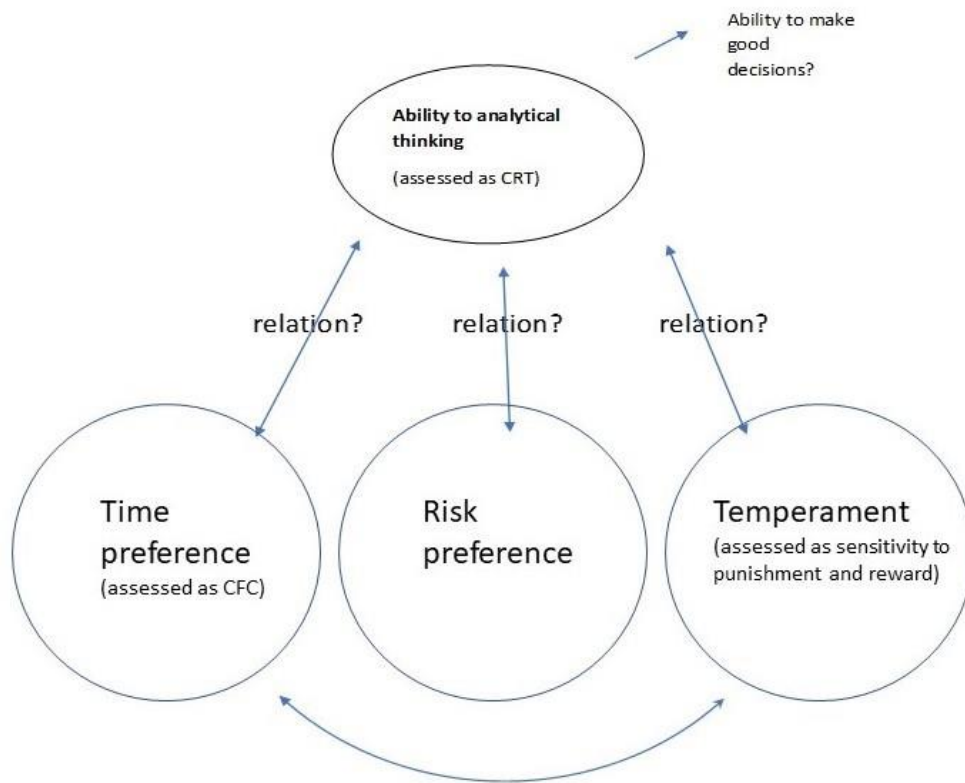 Ability to make
good
decisions?
Ability to analytical
thinking
(assessed as CRT)
relation?
relation?
relation?
Time
preference
(assessed as CFC)
Risk
preference
Temperament
(assessed as sensitivity to
punishment and reward)